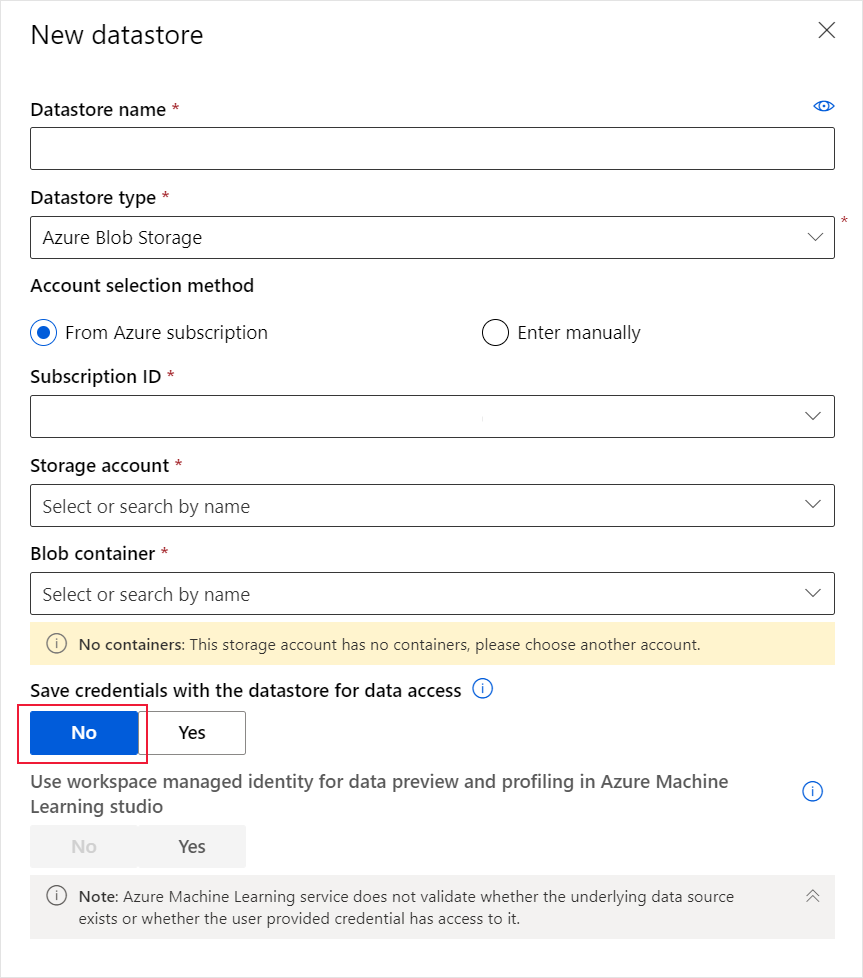 New datastore
Datastore name *
Datastore type *
*
Azure Blob Storage
Account selection method
From Azure subscription
Enter manually
Subscription ID *
Storage account *
Select or search by name
Blob container *
Select or search by name
No containers: This storage account has no containers, please choose another account.
Save credentials with the datastore for data access
No
Yes
Use workspace managed identity for data preview and profiling in Azure Machine
Learning studio
No
Yes
Note: Azure Machine Learning service does not validate whether the underlying data source
exists or whether the user provided credential has access to it.